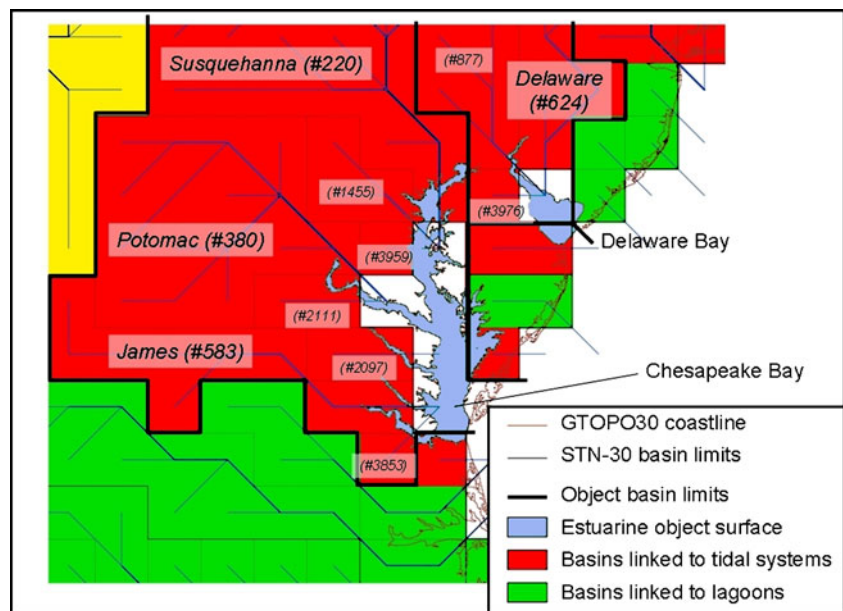 Susquehanna (#220)
(#877)
Delaware
(#624)
(#1455)
(#3976)
Potomac (#380)
(#3959)
Delaware Bay
(#2111)
James (#583)
(#2097)
Chesapeake Bay
(#3853)
GTOPO30 coastline
STN-30 basin limits
Object basin limits
Estuarine object surface
Basins linked to tidal systems
Basins linked to lagoons